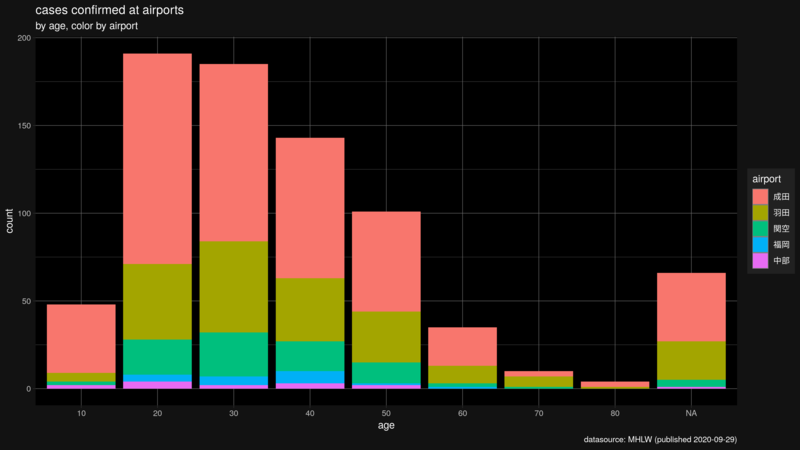 cases confirmed at airports
by age, color by airport
200
150
100
50
0
count
10 20 30 40 50 60 70 80 NA
age
airport
成田
羽田
関空
福岡
中部
datasource: MHLW (published 2020-09-29)